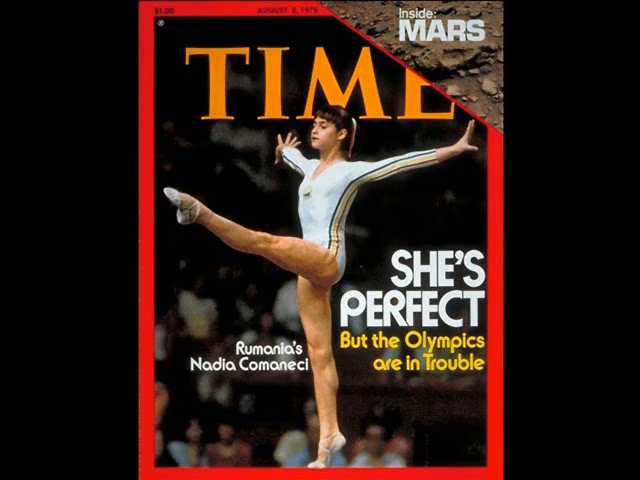 $1.00
AUGUST 2, 1976
Inside:
MARS
®
TIME
SHE'S
PERFECT
But the Olympics
are in Trouble
Rumania's
Nadia Comaneci